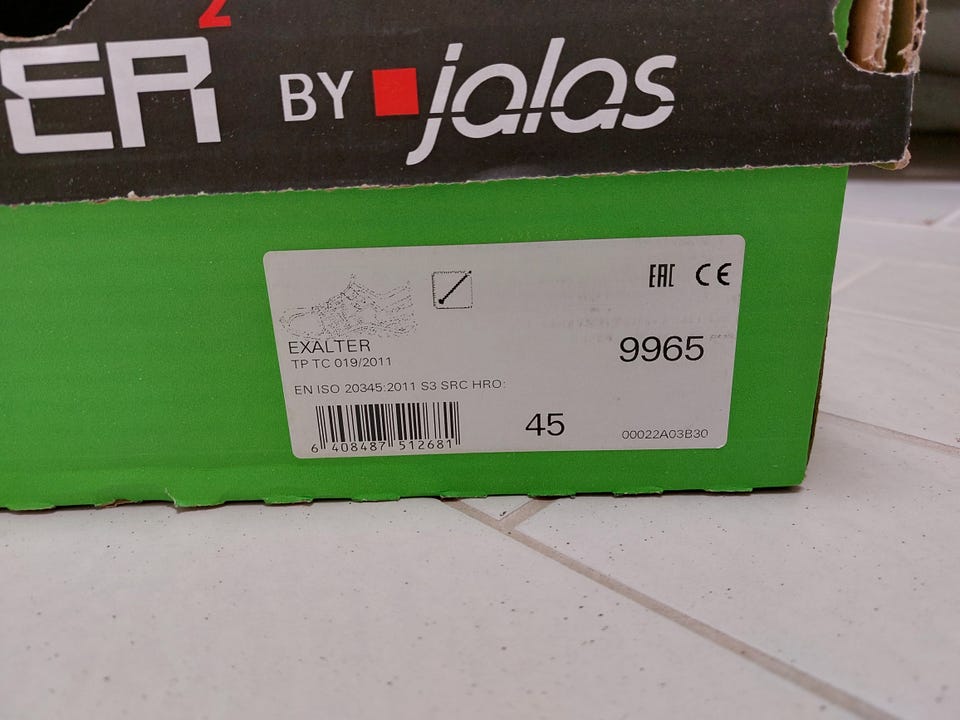 ER²
BY jalas
EAC CE
EXALTER
TP TC 019/2011
9965
EN ISO 20345:2011 S3 SRC HRO:
45
6 408487 512681
00022A03B30